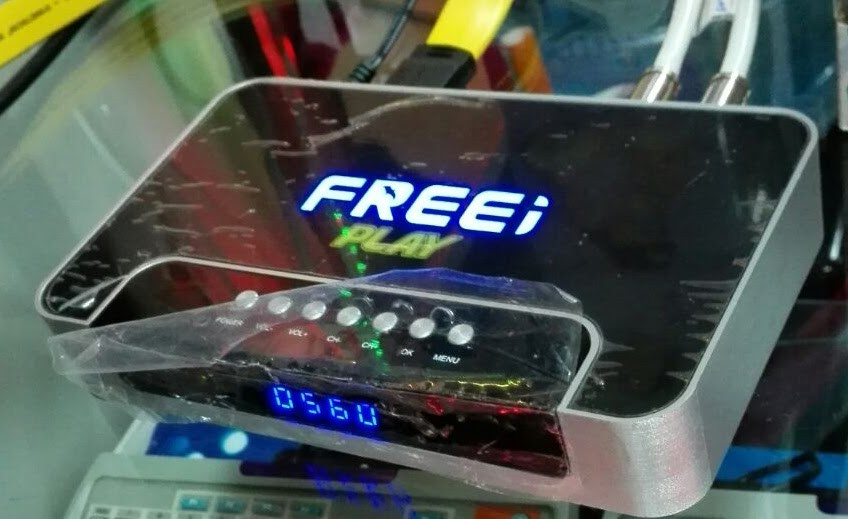 FREEi
PLAY
POWER VOL- VOL+ CH- CH+ OK MENU
0560